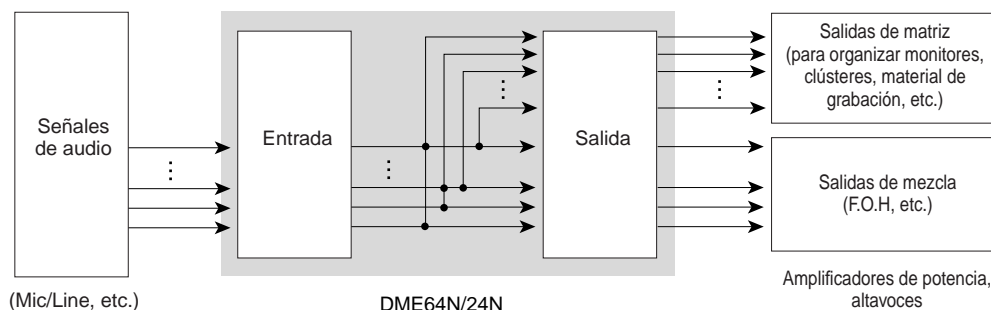 Señales
de audio
(Mic/Line, etc.)
Entrada
Salida
DME64N/24N
Salidas de matriz
(para organizar monitores,
clústeres, material de
grabación, etc.)
Salidas de mezcla
(F.O.H, etc.)
Amplificadores de potencia,
altavoces